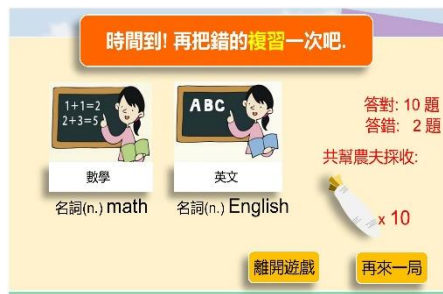 時間到! 再把錯的複習一次吧.
1+1=2
2+3=5
ABC
數學
英文
名詞(n.) math
名詞(n.) English
答對: 10 題
答錯: 2 題
共幫農夫採收:
x 10
離開遊戲
再來一局